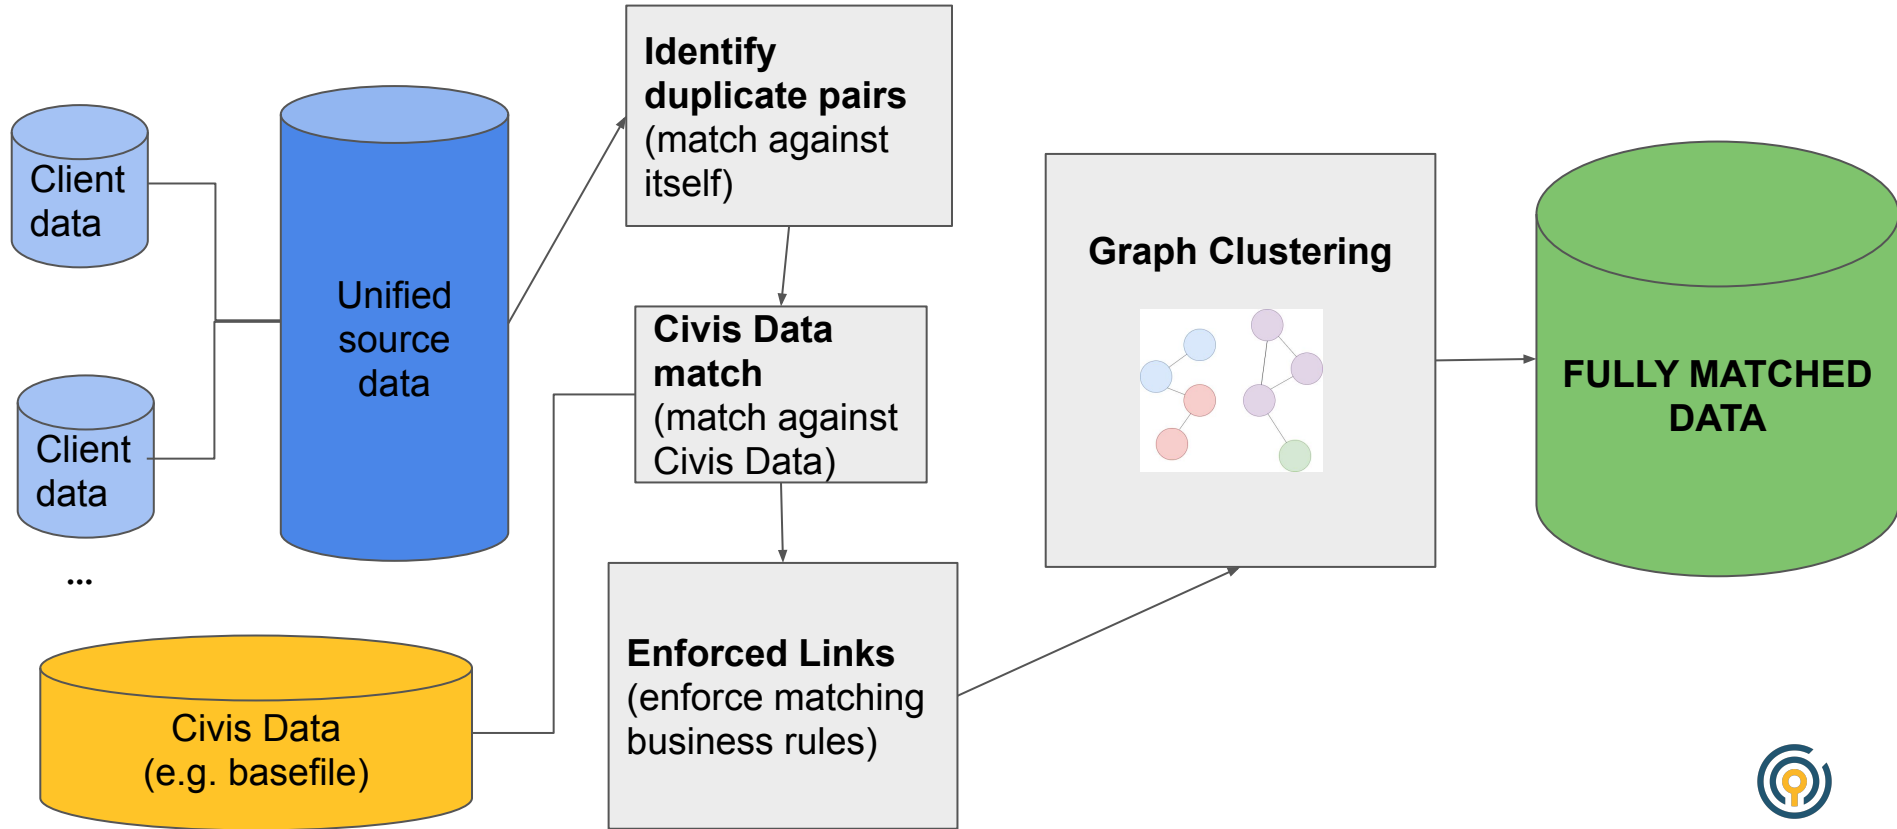 Client
data
Client
data
...
Unified
source
data
Civis Data
(e.g. basefile)
Identify
duplicate pairs
(match against
itself)
Civis Data
match
(match against
Civis Data)
Enforced Links
(enforce matching
business rules)
Graph Clustering
FULLY MATCHED
DATA